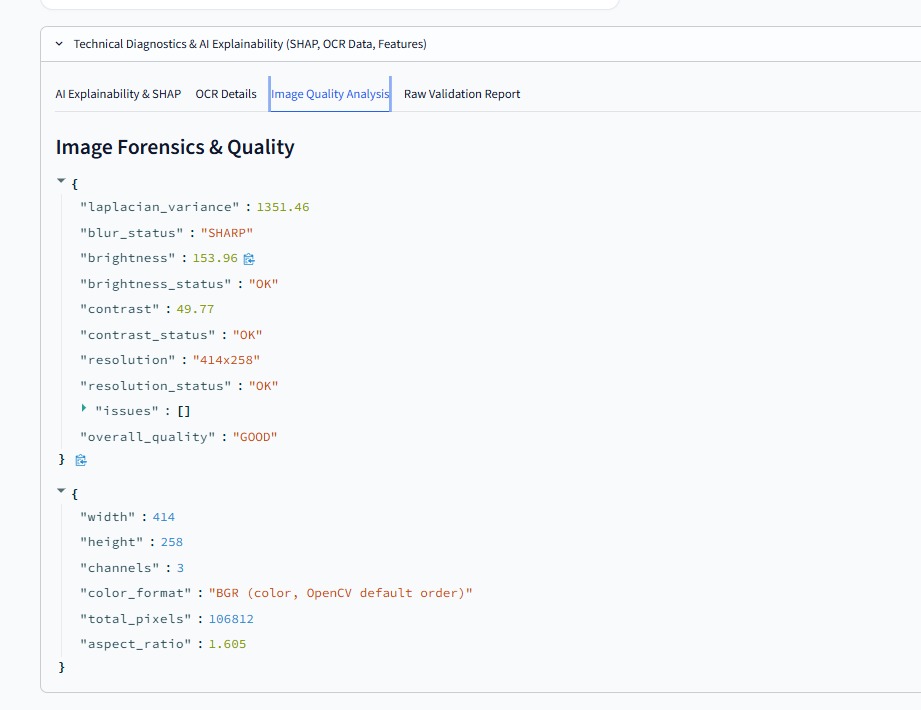 Technical Diagnostics & AI Explainability (SHAP, OCR Data, Features)
AI Explainability & SHAP OCR Details Image Quality Analysis Raw Validation Report
Image Forensics & Quality
{
"laplacian_variance" : 1351.46
"blur_status" : "SHARP"
"brightness" : 153.96
"brightness_status" : "OK"
"contrast" : 49.77
"contrast_status" : "OK"
"resolution" : "414x258"
"resolution_status" : "OK"
"issues" : []
"overall_quality" : "GOOD"
}
{
"width" : 414
"height" : 258
"channels" : 3
"color_format" : "BGR (color, OpenCV default order)"
"total_pixels" : 106812
"aspect_ratio" : 1.605
}